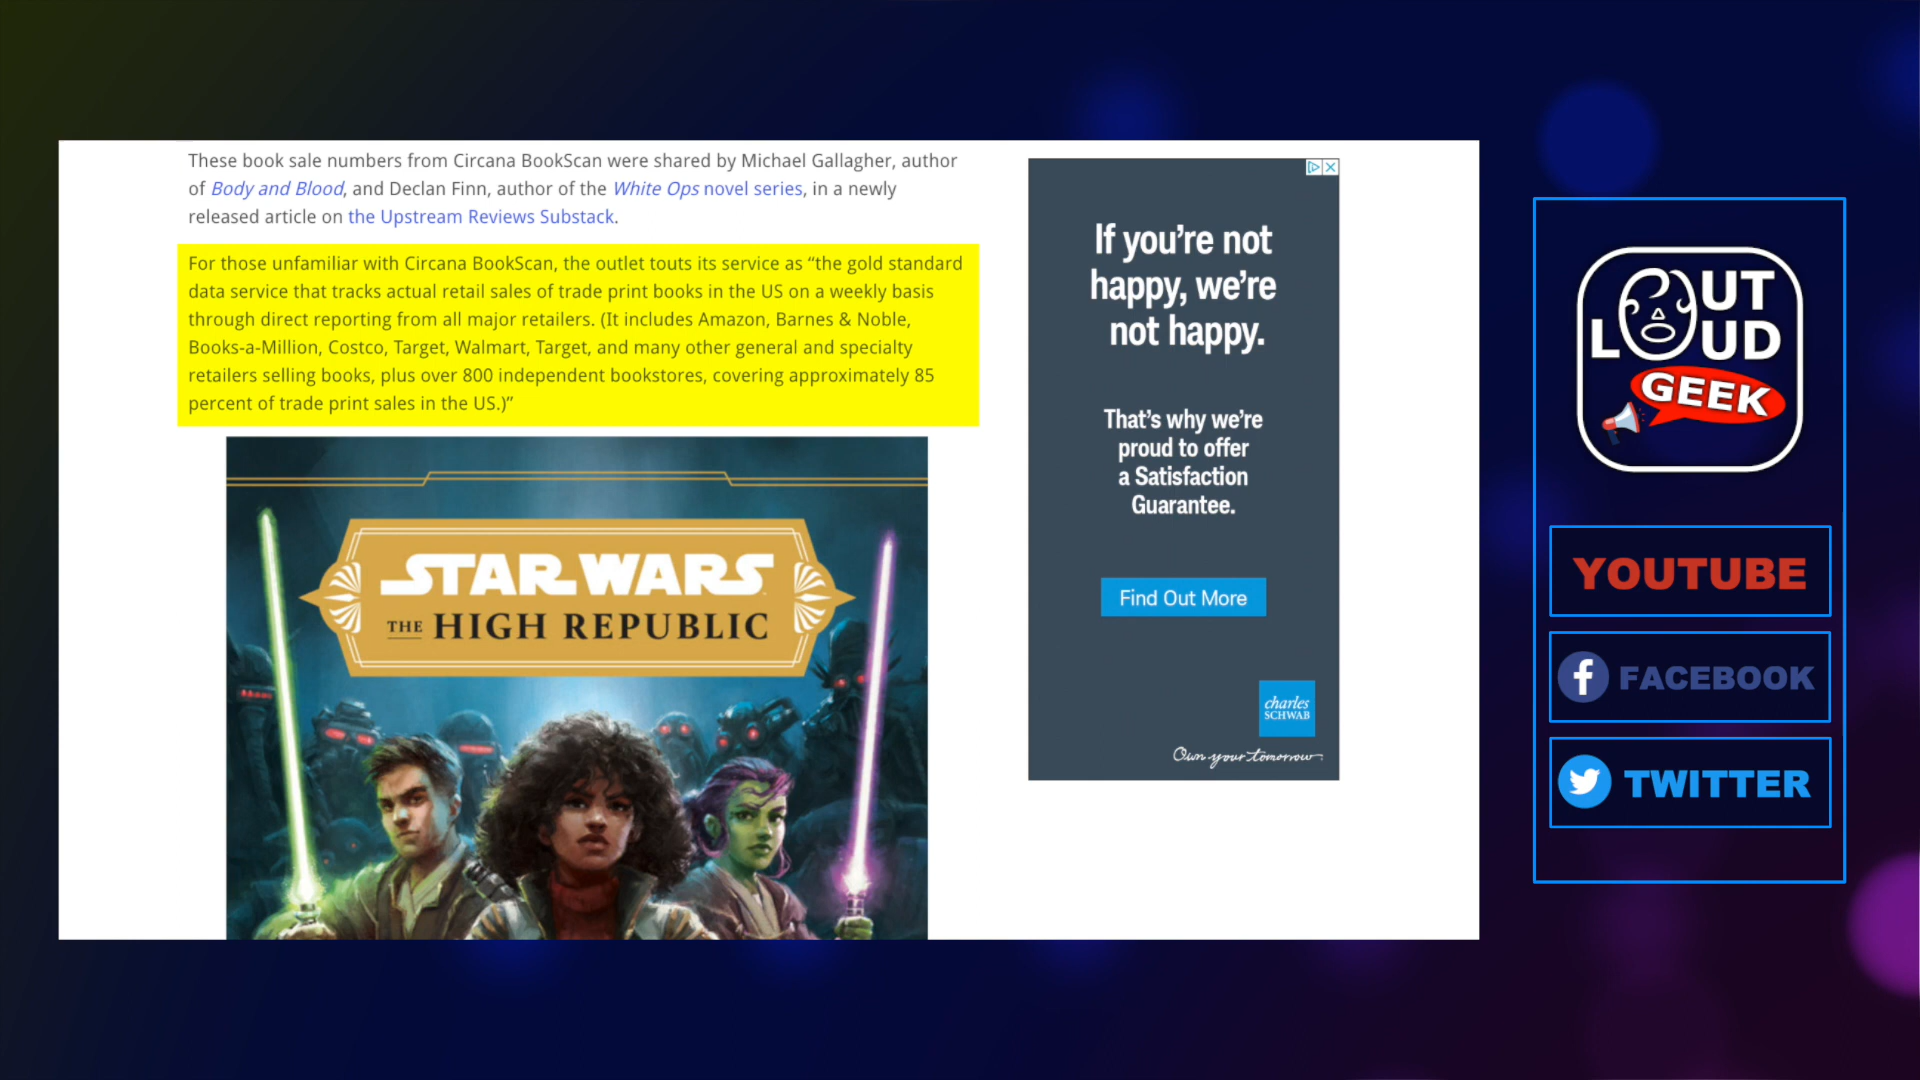 These book sale numbers from Circana BookScan were shared by Michael Gallagher, author
of Body and Blood, and Declan Finn, author of the White Ops novel series, in a newly
released article on the Upstream Reviews Substack.
For those unfamiliar with Circana BookScan, the outlet touts its service as “the gold standard
data service that tracks actual retail sales of trade print books in the US on a weekly basis
through direct reporting from all major retailers. (It includes Amazon, Barnes & Noble,
Books-a-Million, Costco, Target, Walmart, Target, and many other general and specialty
retailers selling books, plus over 800 independent bookstores, covering approximately 85
percent of trade print sales in the US.)”
STAR WARS
THE HIGH REPUBLIC
If you’re not
happy, we’re
not happy.
That’s why we’re
proud to offer
a Satisfaction
Guarantee.
Find Out More
charles
SCHWAB
Own your tomorrow
OUT
LOUD
GEEK
YOUTUBE
f FACEBOOK
TWITTER